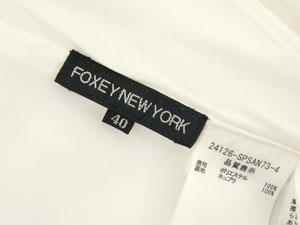 FOXEY NEW YORK
40
24126-SPSAN73-4
品質表示
表地 ポリエステル 100%
裏地 キュプラ 100%